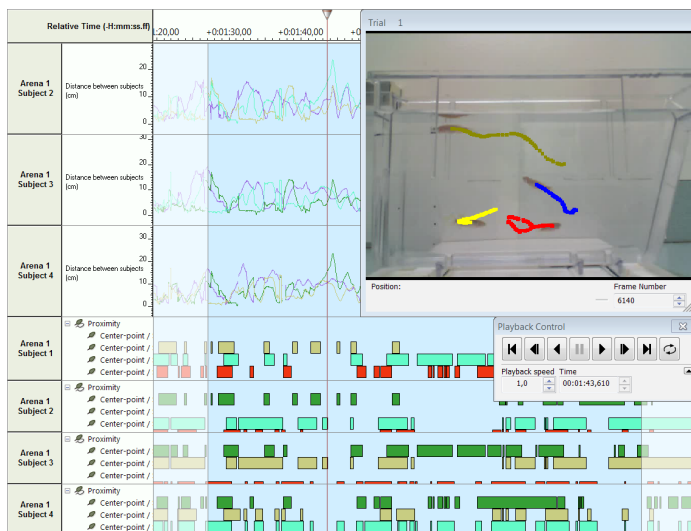 Relative Time (-H:mm:ss.ff)
1:20,00
+0:01:30,00
+0:01:40,00
+0:0
Trial 1
Arena 1
Subject 2
Distance between subjects
(cm)
20
10
0
Arena 1
Subject 3
Distance between subjects
(cm)
30
20
10
0
Arena 1
Subject 4
Distance between subjects
(cm)
20
10
0
Position:
Frame Number
6140
Arena 1
Subject 1
Proximity
Center-point /
Center-point /
Center-point /
Playback Control
Playback speed
Time
1,0
00:01:43,610
Arena 1
Subject 2
Proximity
Center-point /
Center-point /
Center-point /
Arena 1
Subject 3
Proximity
Center-point /
Center-point /
Center-point /
Arena 1
Subject 4
Proximity
Center-point /
Center-point /
Center-point /